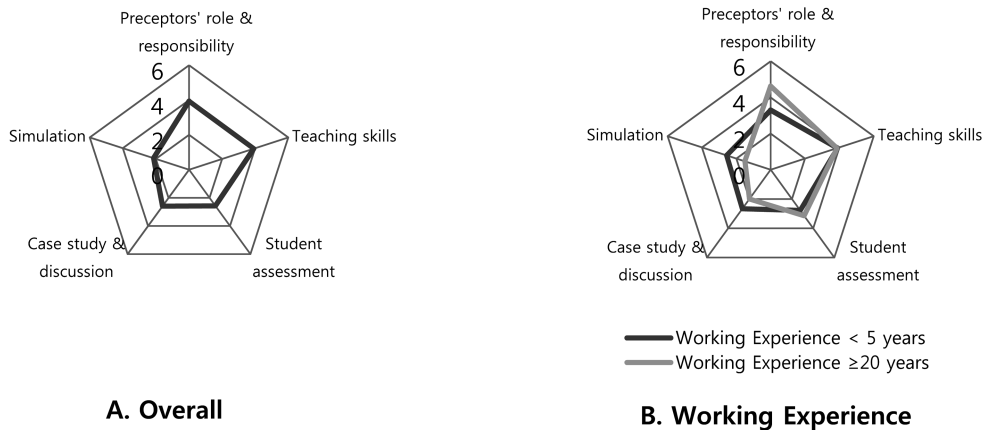 Preceptors' role &
responsibility
6
4
2
0
Simulation
Teaching skills
Case study &
discussion
Student
assessment
A. Overall
Preceptors' role &
responsibility
6
4
2
0
Simulation
Teaching skills
Case study &
discussion
Student
assessment
Working Experience < 5 years
Working Experience ≥20 years
B. Working Experience